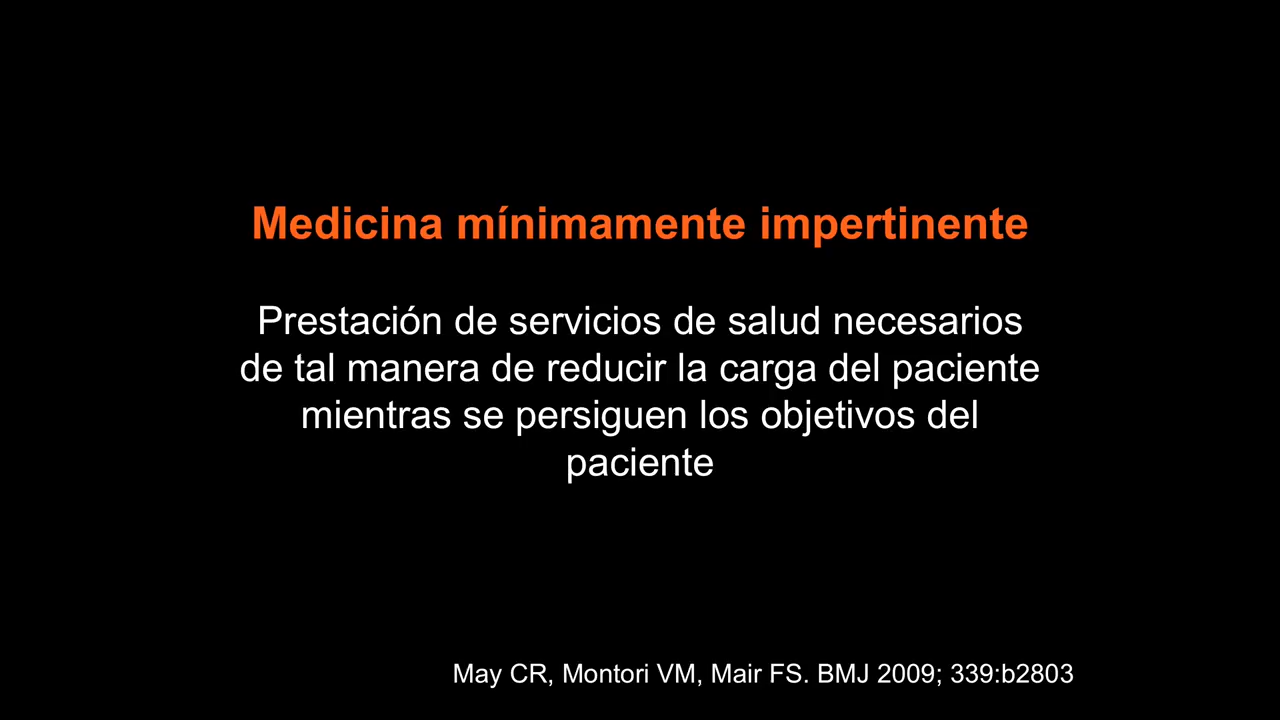 Medicina mínimamente impertinente
Prestación de servicios de salud necesarios
de tal manera de reducir la carga del paciente
mientras se persiguen los objetivos del
paciente
May CR, Montori VM, Mair FS. BMJ 2009; 339:b2803